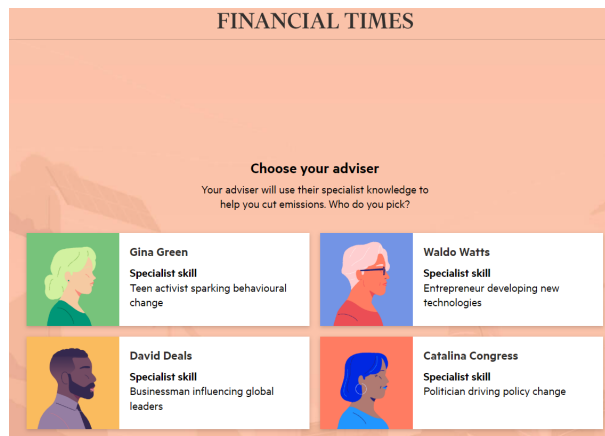 FINANCIAL TIMES
Choose your adviser
Your adviser will use their specialist knowledge to
help you cut emissions. Who do you pick?
Gina Green
Specialist skill
Teen activist sparking behavioural
change
Waldo Watts
Specialist skill
Entrepreneur developing new
technologies
David Deals
Specialist skill
Businessman influencing global
leaders
Catalina Congress
Specialist skill
Politician driving policy change